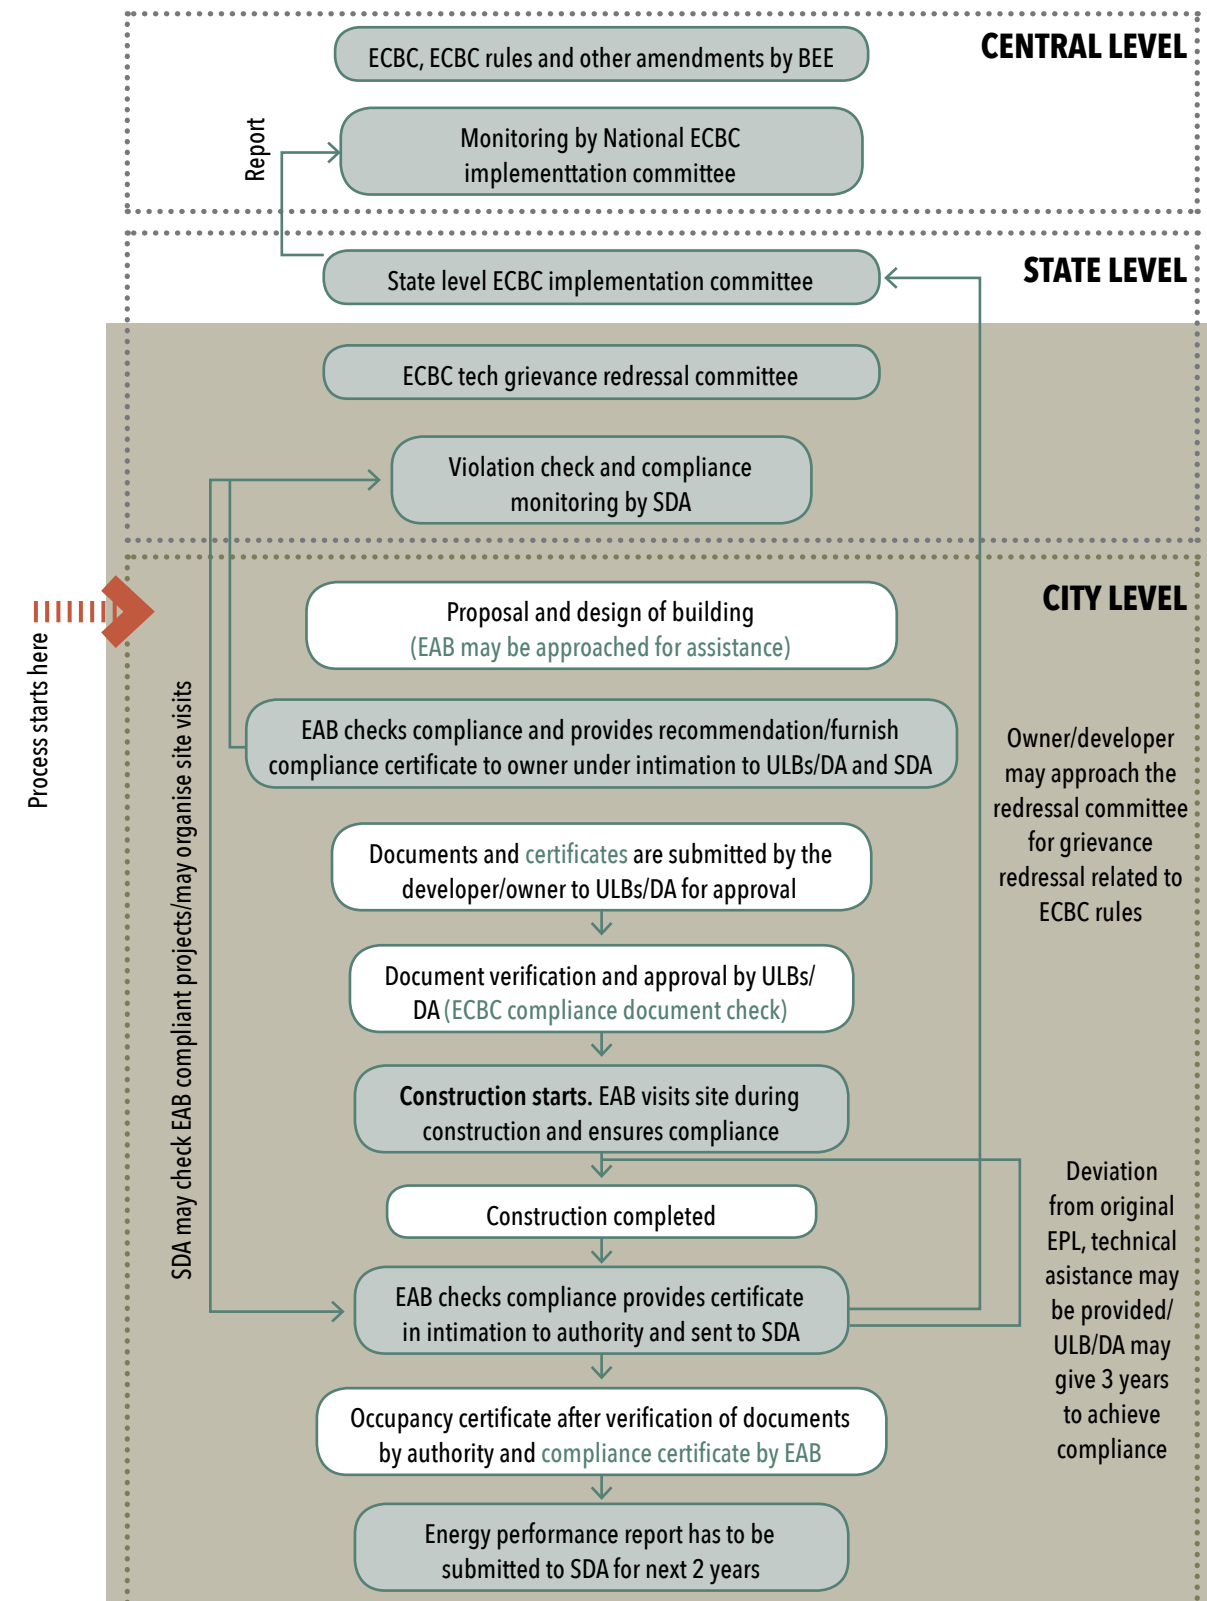 CENTRAL LEVEL
ECBC, ECBC rules and other amendments by BEE
Report
Monitoring by National ECBC
implementtation committee
STATE LEVEL
State level ECBC implementation committee
ECBC tech grievance redressal committee
Violation check and compliance
monitoring by SDA
CITY LEVEL
Process starts here
Proposal and design of building
(EAB may be approached for assistance)
SDA may check EAB compliant projects/may organise site visits
EAB checks compliance and provides recommendation/furnish
compliance certificate to owner under intimation to ULBs/DA and SDA
Owner/developer
may approach the
redressal committee
for grievance
redressal related to
ECBC rules
Documents and certificates are submitted by the
developer/owner to ULBs/DA for approval
Document verification and approval by ULBs/
DA (ECBC compliance document check)
Construction starts. EAB visits site during
construction and ensures compliance
Construction completed
Deviation
from original
EPL, technical
asistance may
be provided/
ULB/DA may
give 3 years
to achieve
compliance
EAB checks compliance provides certificate
in intimation to authority and sent to SDA
Occupancy certificate after verification of documents
by authority and compliance certificate by EAB
Energy performance report has to be
submitted to SDA for next 2 years